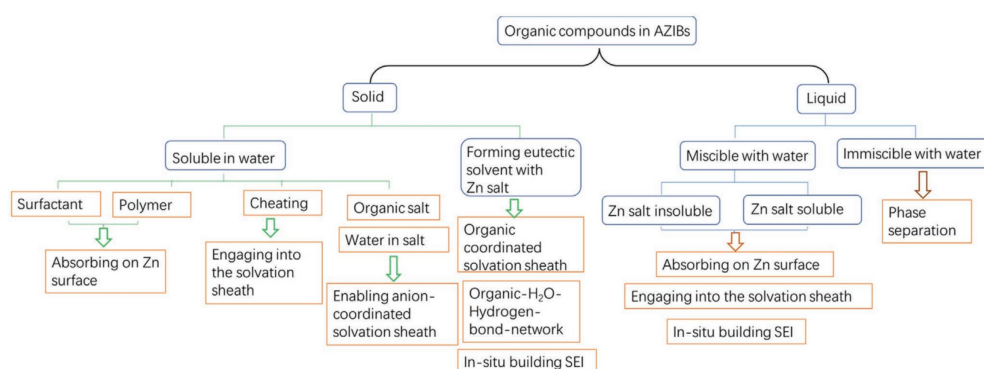 Organic compounds in AZIBs
Solid
Liquid
Soluble in water
Forming eutectic
solvent with
Zn salt
Miscible with water
Immiscible with water
Surfactant
Polymer
Cheating
Organic salt
Zn salt insoluble
Zn salt soluble
Phase
separation
Water in salt
Organic
coordinated
solvation sheath
Absorbing on Zn
surface
Engaging into
the solvation
sheath
Absorbing on Zn surface
Enabling anion-
coordinated
solvation sheath
Organic-H₂O-
Hydrogen-
bond-network
Engaging into the solvation sheath
In-situ building SEI
In-situ building SEI